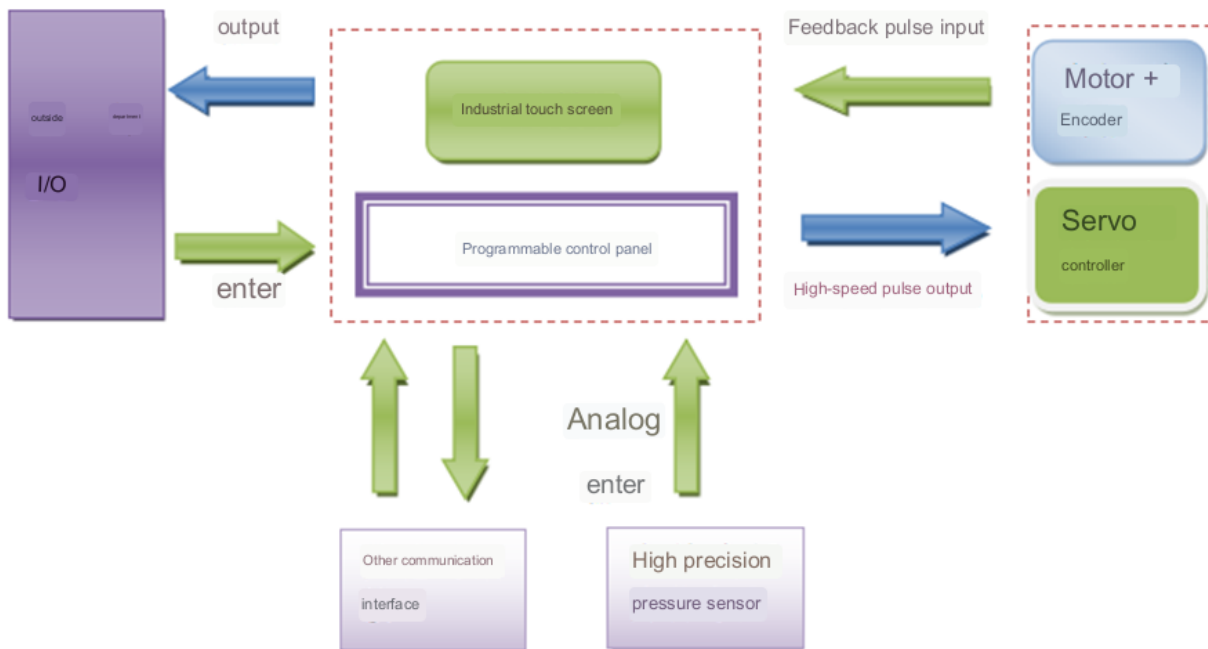 output
Feedback pulse input
Motor +
Encoder
Industrial touch screen
outside
I/O
Servo
controller
Programmable control panel
enter
High-speed pulse output
Analog
enter
Other communication
interface
High precision
pressure sensor